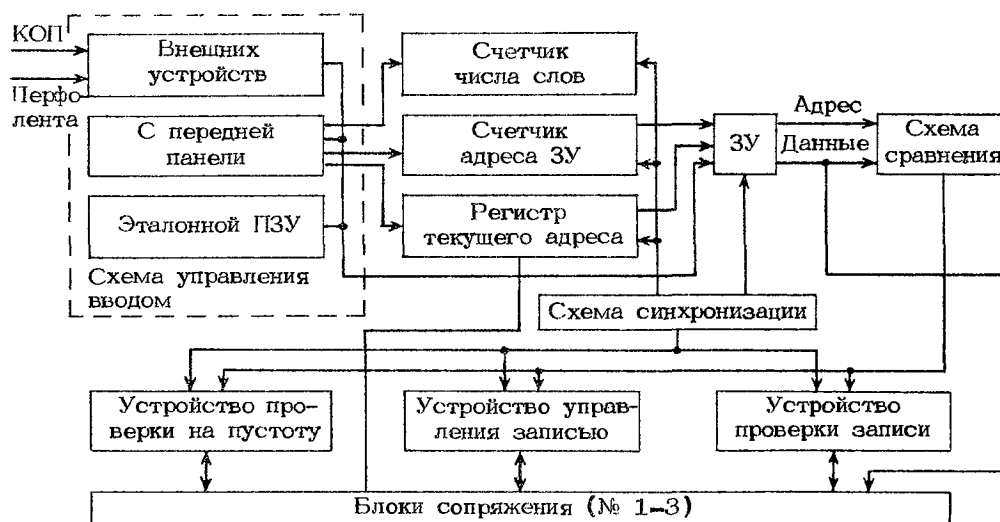 КОП
Перфо
лента
Внешних
устройств
С передней
панели
Эталонной ПЗУ
Схема управления
вводом
Счетчик
числа слов
Счетчик
адреса ЗУ
Регистр
текущего адреса
ЗУ
Адрес
Данные
Схема
сравнения
Схема синхронизации
Устройство про-
верки на пустоту
Устройство управ-
ления записью
Устройство
проверки записи
Блоки сопряжения (№ 1-3)